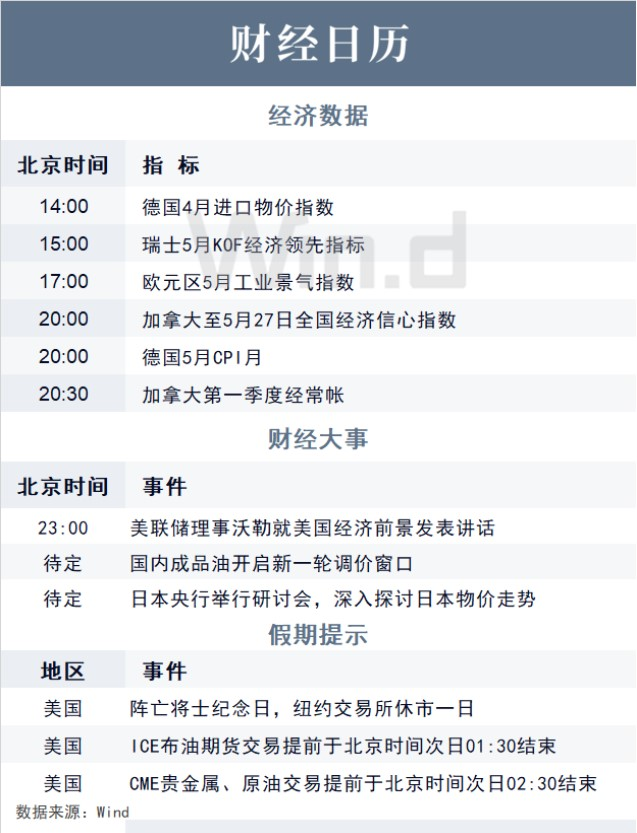 财经日历
经济数据
北京时间 指 标
14:00 德国4月进口物价指数
15:00 瑞士5月KOF经济领先指标
17:00 欧元区5月工业景气指数
20:00 加拿大至5月27日全国经济信心指数
20:00 德国5月CPI月
20:30 加拿大第一季度经常帐
Win.d
财经大事
北京时间 事件
23:00 美联储理事沃勒就美国经济前景发表讲话
待定 国内成品油开启新一轮调价窗口
待定 日本央行举行研讨会，深入探讨日本物价走势
假期提示
地区 事件
美国 阵亡将士纪念日，纽约交易所休市一日
美国 ICE布油期货交易提前于北京时间次日01:30结束
美国 CME贵金属、原油交易提前于北京时间次日02:30结束
数据来源：Wind